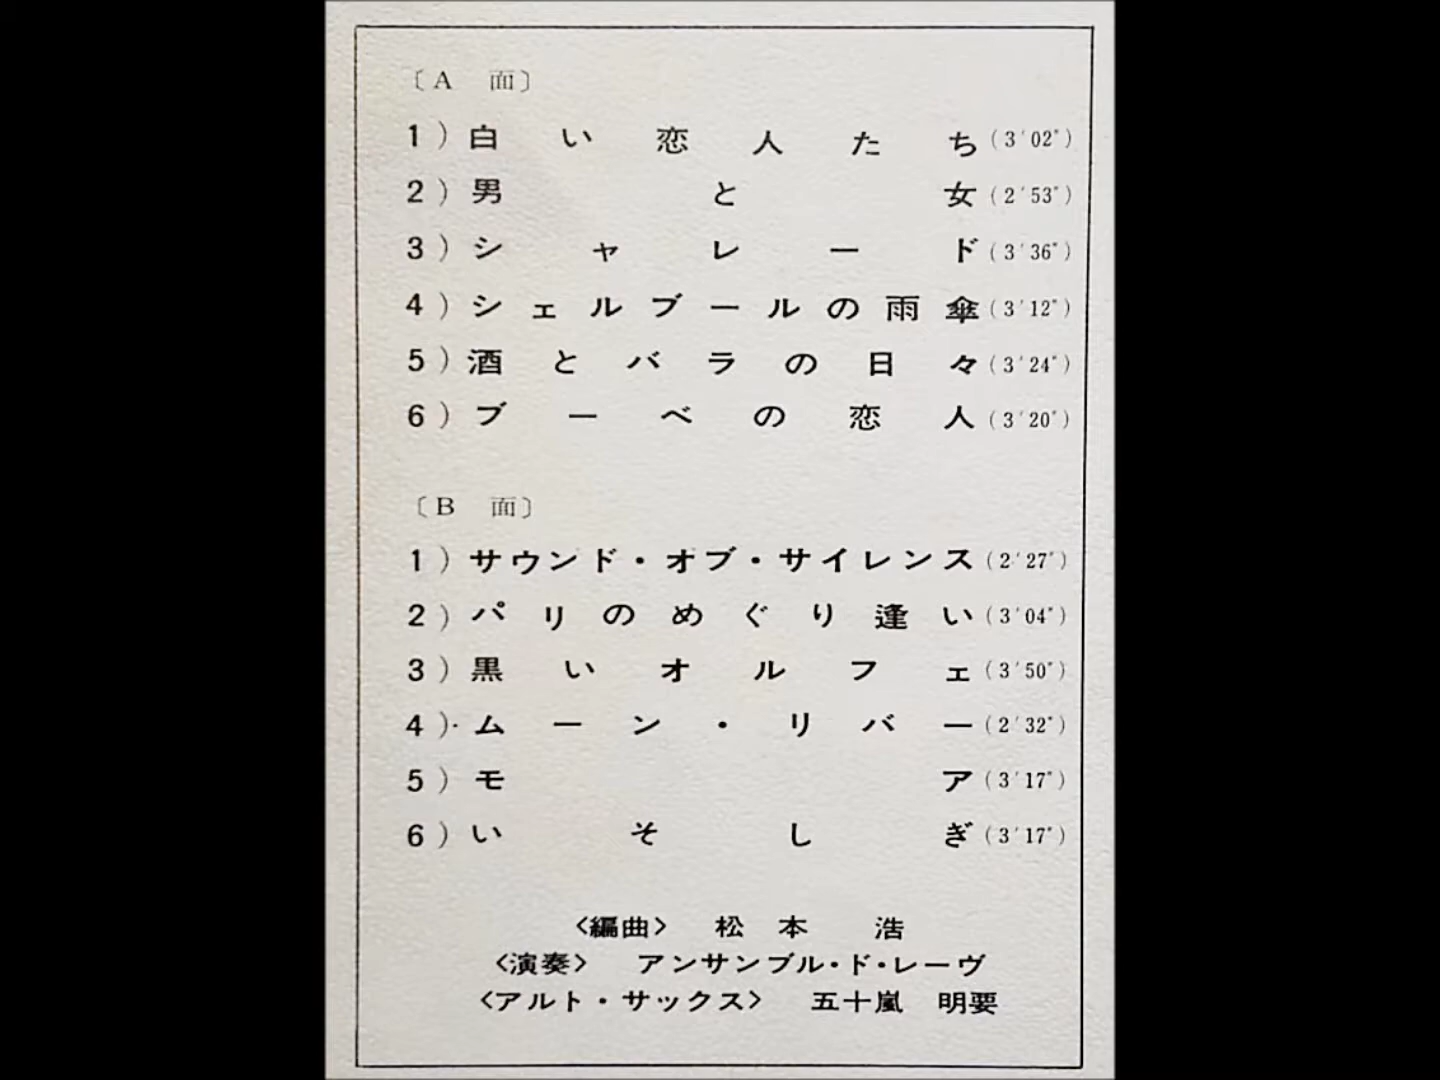 〔A 面〕
1）白い恋人たち（3′02″）
2）男と女（2′53″）
3）シャレード（3′36″）
4）シェルブールの雨傘（3′12″）
5）酒とバラの日々（3′24″）
6）ブーベの恋人（3′20″）
〔B 面〕
1）サウンド・オブ・サイレンス（2′27″）
2）パリのめぐり逢い（3′04″）
3）黒いオルフェ（3′50″）
4）ムーン・リバー（2′32″）
5）モア（3′17″）
6）いそしぎ（3′17″）
<編曲> 松本 浩
<演奏> アンサンブル・ド・レーヴ
<アルト・サックス> 五十嵐 明要